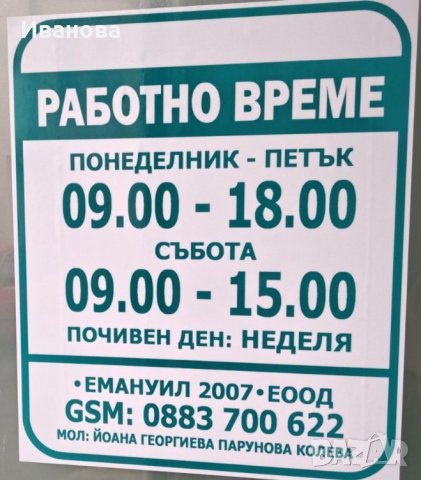 Иванова
РАБОТНО ВРЕМЕ
ПОНЕДЕЛНИК - ПЕТЪК
09.00 - 18.00
СЪБОТА
09.00 - 15.00
ПОЧИВЕН ДЕН: НЕДЕЛЯ
•ЕМАНУИЛ 2007•ЕООД
GSM: 0883 700 622
МОЛ: ЙОАНА ГЕОРГИЕВА ПАРУНОВА КОЛЕВА
BAZAR